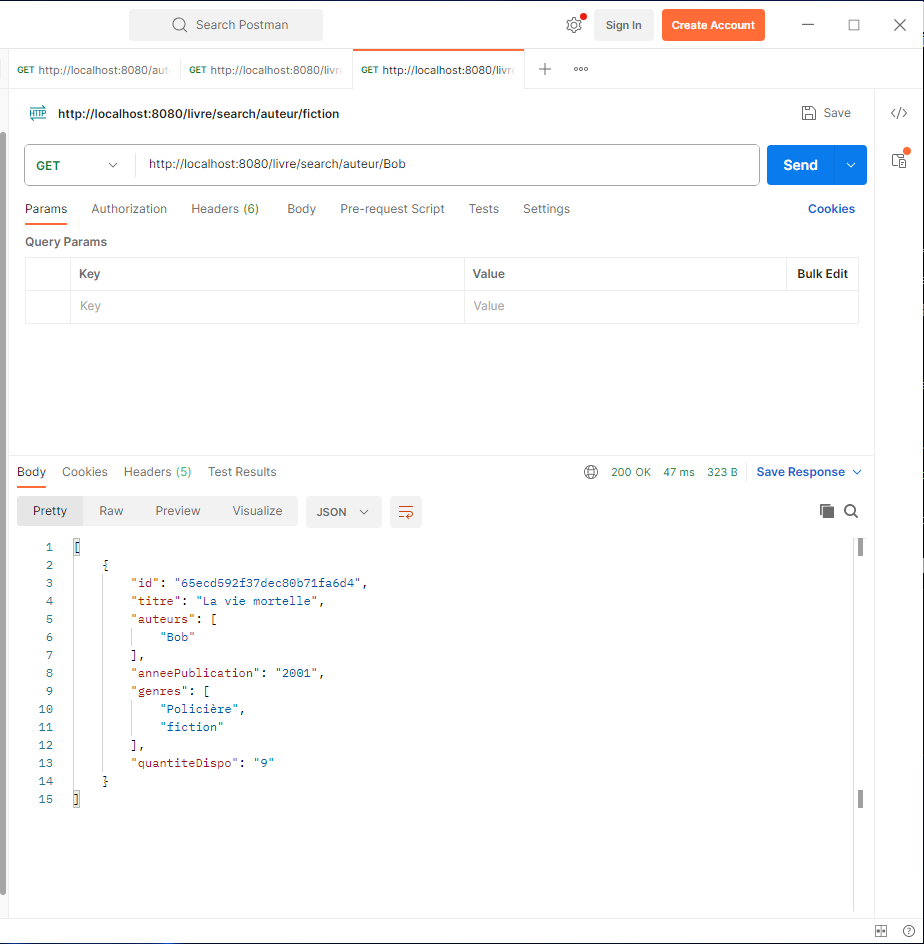 Search Postman
Sign In
Create Account
GET http://localhost:8080/aut
GET http://localhost:8080/livr
GET http://localhost:8080/livr
HTTP http://localhost:8080/livre/search/auteur/fiction
Save
GET http://localhost:8080/livre/search/auteur/Bob
Send
Params Authorization Headers (6) Body Pre-request Script Tests Settings Cookies
Query Params
Key Value Bulk Edit
Key Value
Body Cookies Headers (5) Test Results 200 OK 47 ms 323 B Save Response
Pretty Raw Preview Visualize JSON
1 [
2 {
3 "id": "65ecd592f37dec80b71fa6d4",
4 "titre": "La vie mortelle",
5 "auteurs": [
6 "Bob"
7 ],
8 "anneePublication": "2001",
9 "genres": [
10 "Policière",
11 "fiction"
12 ],
13 "quantiteDispo": "9"
14 }
15 ]